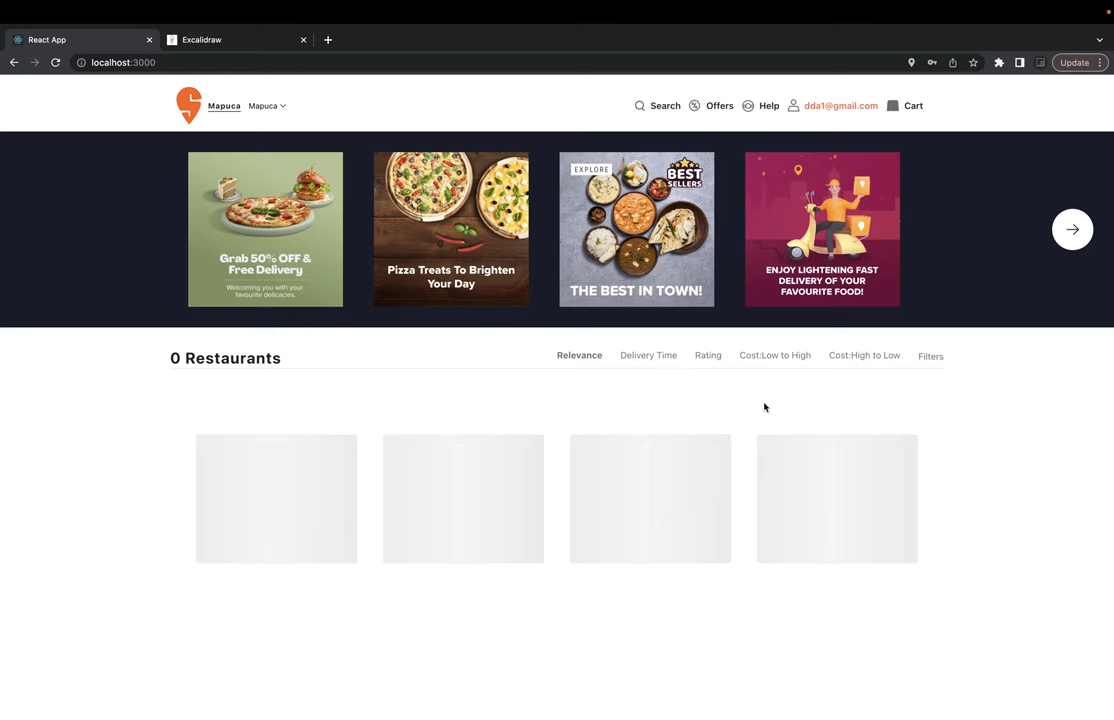 React App
Excalidraw
localhost:3000
Update
Mapuca
Mapuca
Search
Offers
Help
dda1@gmail.com
Cart
Grab 50% OFF &
Free Delivery
Welcoming you with your
favourite delicacies.
Pizza Treats To Brighten
Your Day
EXPLORE
BEST
SELLERS
THE BEST IN TOWN!
ENJOY LIGHTENING FAST
DELIVERY OF YOUR
FAVOURITE FOOD!
0 Restaurants
Relevance
Delivery Time
Rating
Cost:Low to High
Cost:High to Low
Filters